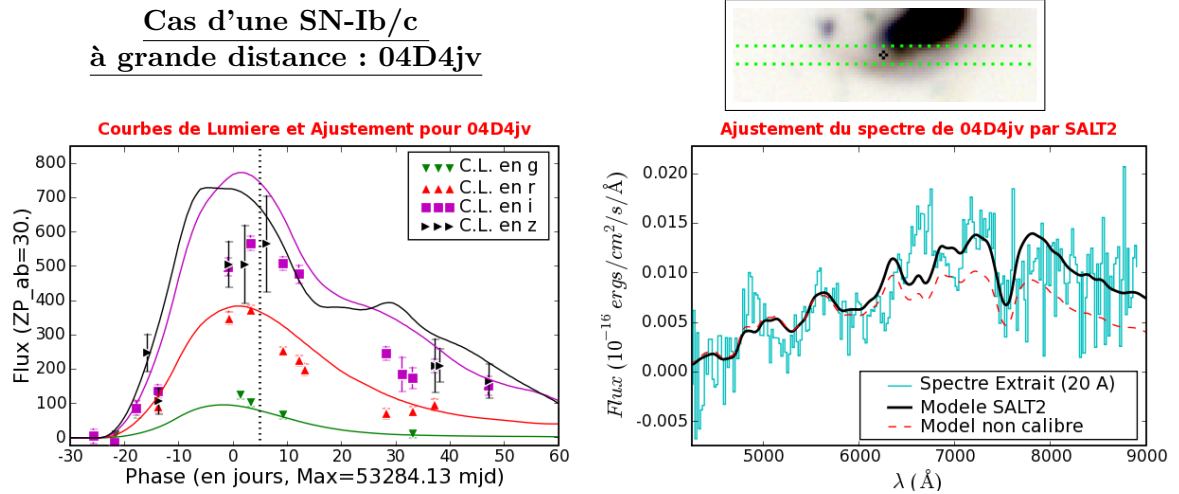 Cas d'une SN-Ib/c
à grande distance : 04D4jv
Courbes de Lumiere et Ajustement pour 04D4jv
Flux (ZP_ab=30.)
800
700
600
500
400
300
200
100
0
C.L. en g
C.L. en r
C.L. en i
C.L. en z
-30 -20 -10 0 10 20 30 40 50 60
Phase (en jours, Max=53284.13 mjd)
Ajustement du spectre de 04D4jv par SALT2
Flux (10⁻¹⁶ ergs/cm²/s/Å)
0.020
0.015
0.010
0.005
0.000
-0.005
Spectre Extrait (20 A)
Modele SALT2
Model non calibre
5000 6000 7000 8000 9000
λ (Å)